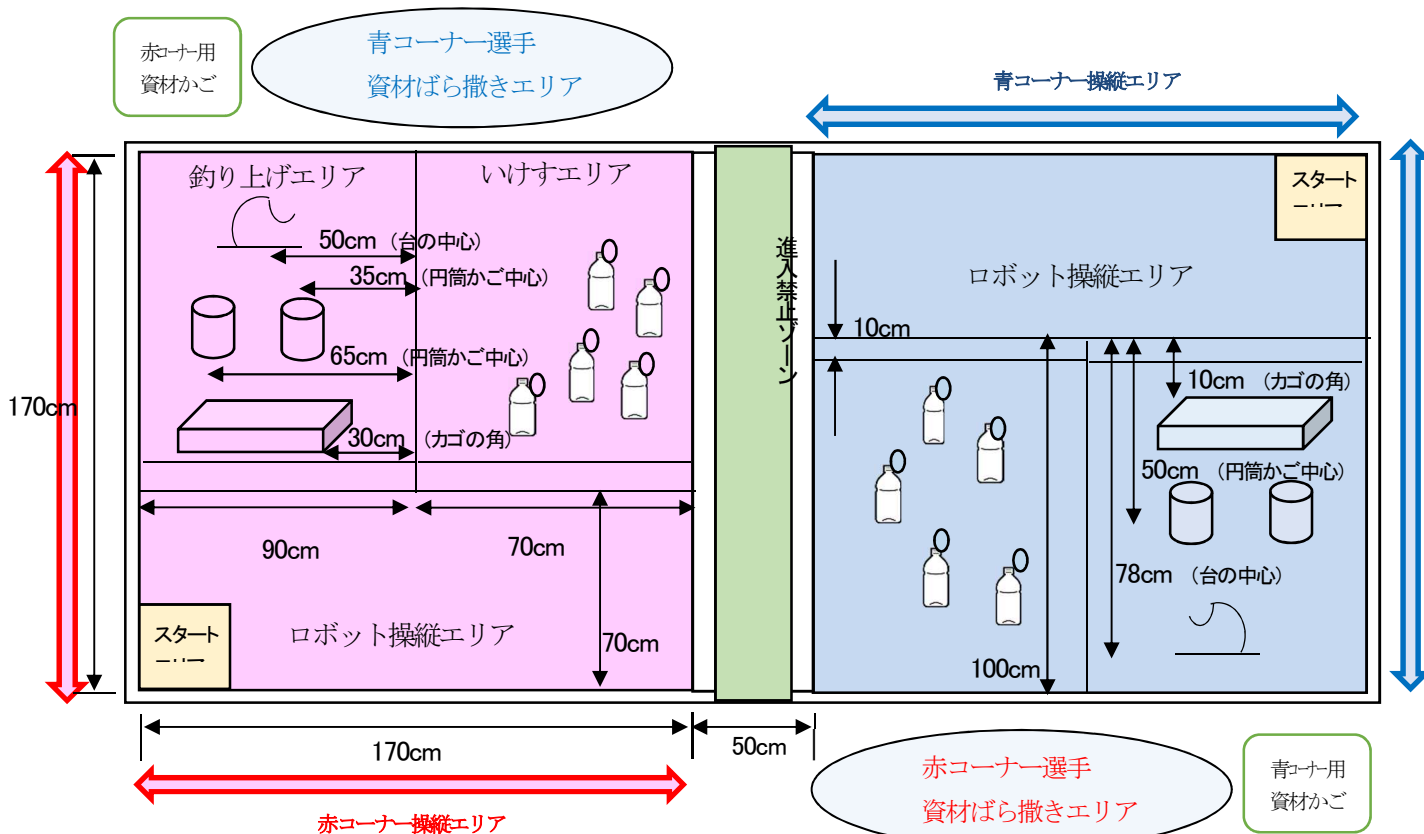 赤コーナー用
資材かご
青コーナー選手
資材ばら撒きエリア
青コーナー操縦エリア
釣り上げエリア
いけすエリア
50cm（台の中心）
35cm（円筒かご中心）
65cm（円筒かご中心）
30cm（カゴの角）
170cm
90cm
70cm
70cm
スタート
ロボット操縦エリア
進入禁止ゾーン
スタート
ロボット操縦エリア
10cm
10cm（カゴの角）
50cm（円筒かご中心）
78cm（台の中心）
100cm
170cm
50cm
赤コーナー操縦エリア
赤コーナー選手
資材ばら撒きエリア
青コーナー用
資材かご